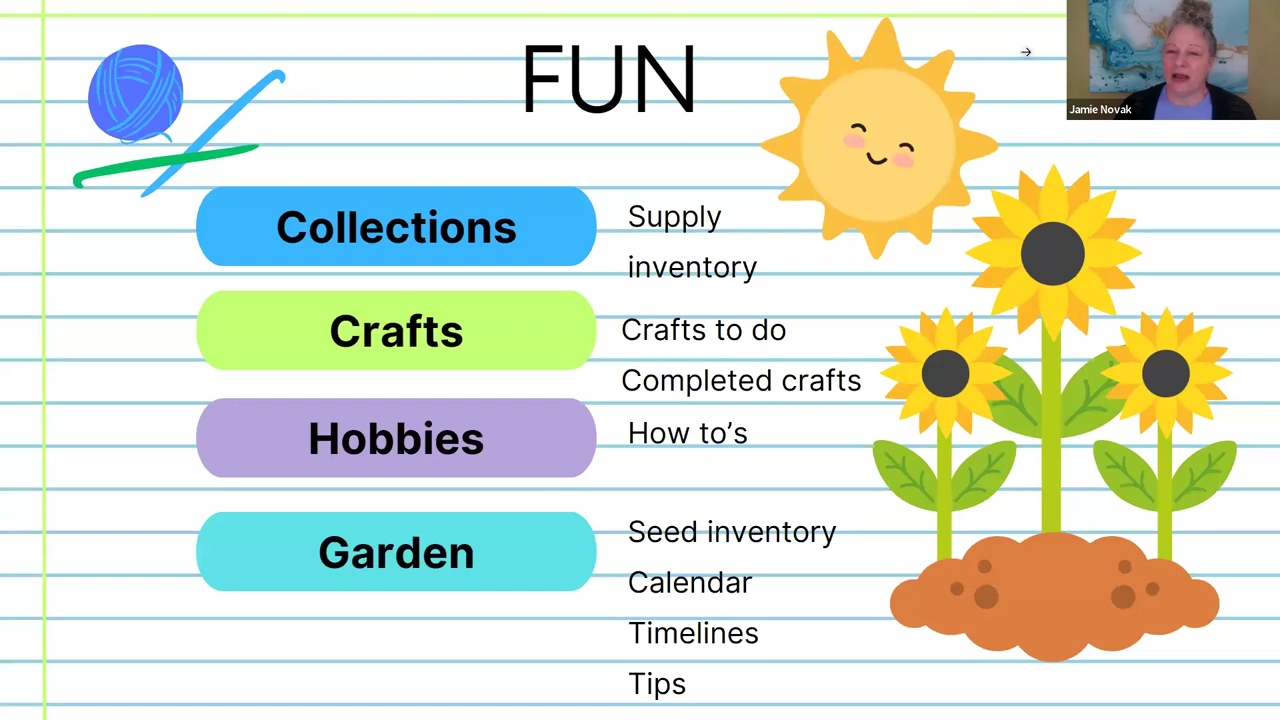 FUN
Jamie Novak
Collections
Supply
inventory
Crafts
Crafts to do
Completed crafts
Hobbies
How to’s
Garden
Seed inventory
Calendar
Timelines
Tips